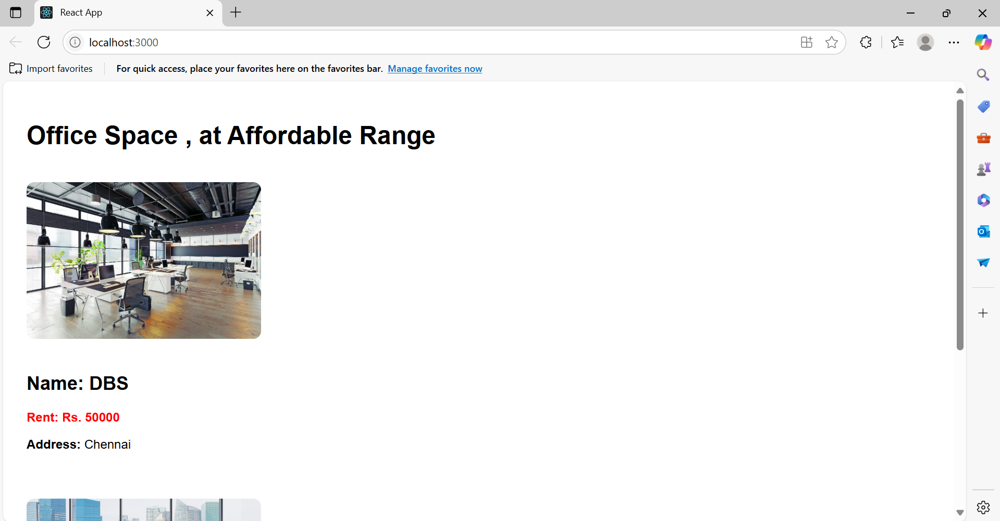 React App
localhost:3000
Import favorites
For quick access, place your favorites here on the favorites bar. Manage favorites now
Office Space , at Affordable Range
Name: DBS
Rent: Rs. 50000
Address: Chennai